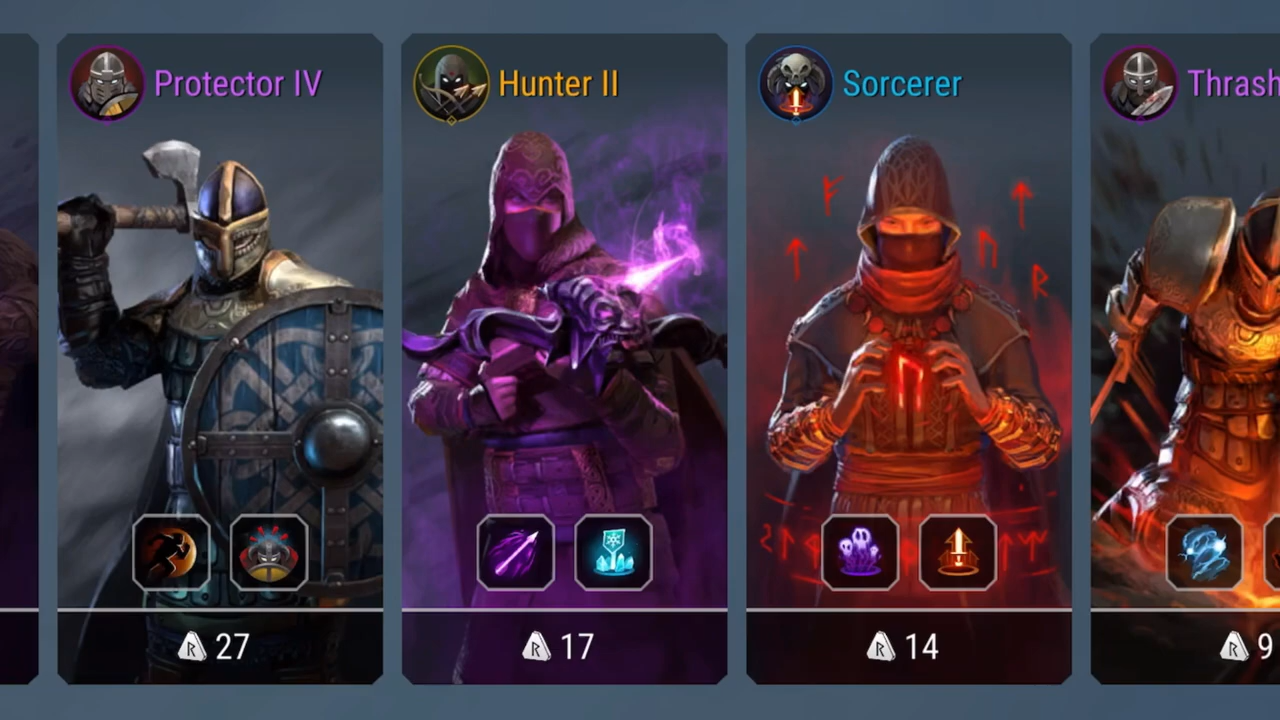 Protector IV
Hunter II
Sorcerer
Thrash
27
17
14
9